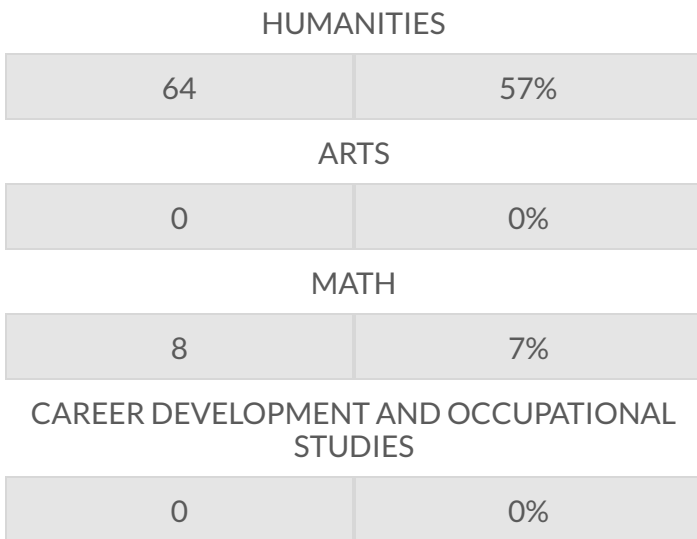 HUMANITIES
64 57%
ARTS
0 0%
MATH
8 7%
CAREER DEVELOPMENT AND OCCUPATIONAL
STUDIES
0 0%